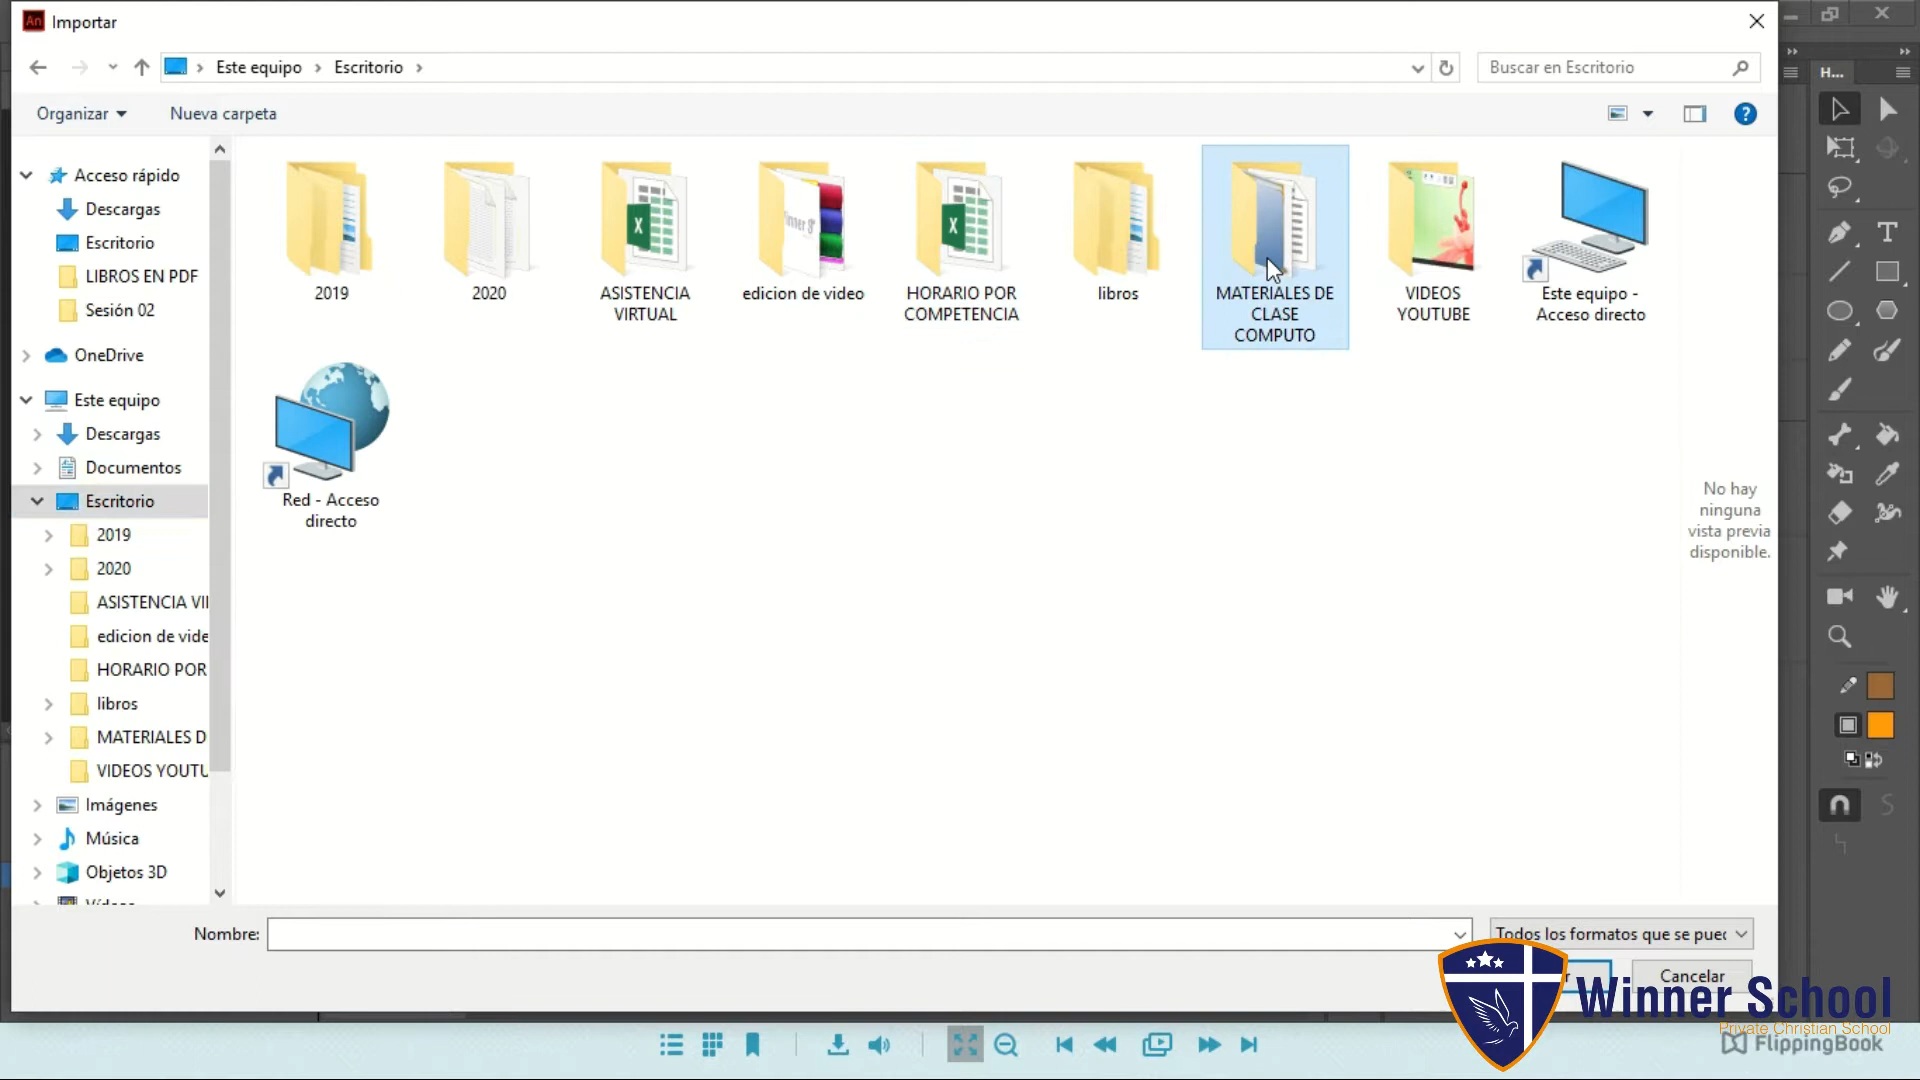 An Importar
Este equipo > Escritorio >
Buscar en Escritorio
Organizar
Nueva carpeta
H...
Acceso rápido
Descargas
Escritorio
LIBROS EN PDF
Sesión 02
OneDrive
Este equipo
Descargas
Documentos
Escritorio
2019
2020
ASISTENCIA VII
edicion de vide
HORARIO POR
libros
MATERIALES D
VIDEOS YOUTU
Imágenes
Música
Objetos 3D
2019
2020
ASISTENCIA
VIRTUAL
edicion de video
HORARIO POR
COMPETENCIA
libros
MATERIALES DE
CLASE
COMPUTO
VIDEOS
YOUTUBE
Este equipo -
Acceso directo
Red - Acceso
directo
No hay
ninguna
vista previa
disponible.
Nombre:
Todos los formatos que se pued
Cancelar
Winner School
Private Christian School
FlippingBook